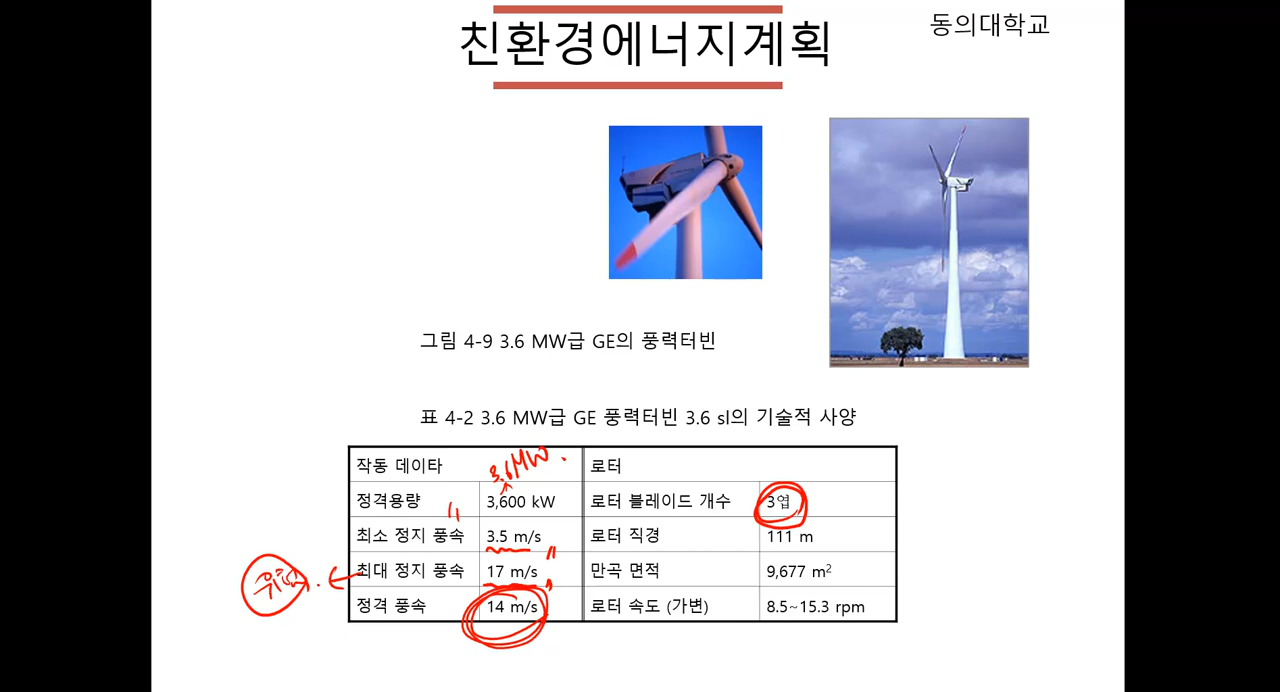 친환경에너지계획
동의대학교
그림 4-9 3.6 MW급 GE의 풍력터빈
표 4-2 3.6 MW급 GE 풍력터빈 3.6 sl의 기술적 사양
작동 데이타 3.6MW. 로터
정격용량 3,600 kW 로터 블레이드 개수 3엽
최소 정지 풍속 3.5 m/s 로터 직경 111 m
최대 정지 풍속 17 m/s 만곡 면적 9,677 m²
위험.
정격 풍속 14 m/s 로터 속도 (가변) 8.5~15.3 rpm